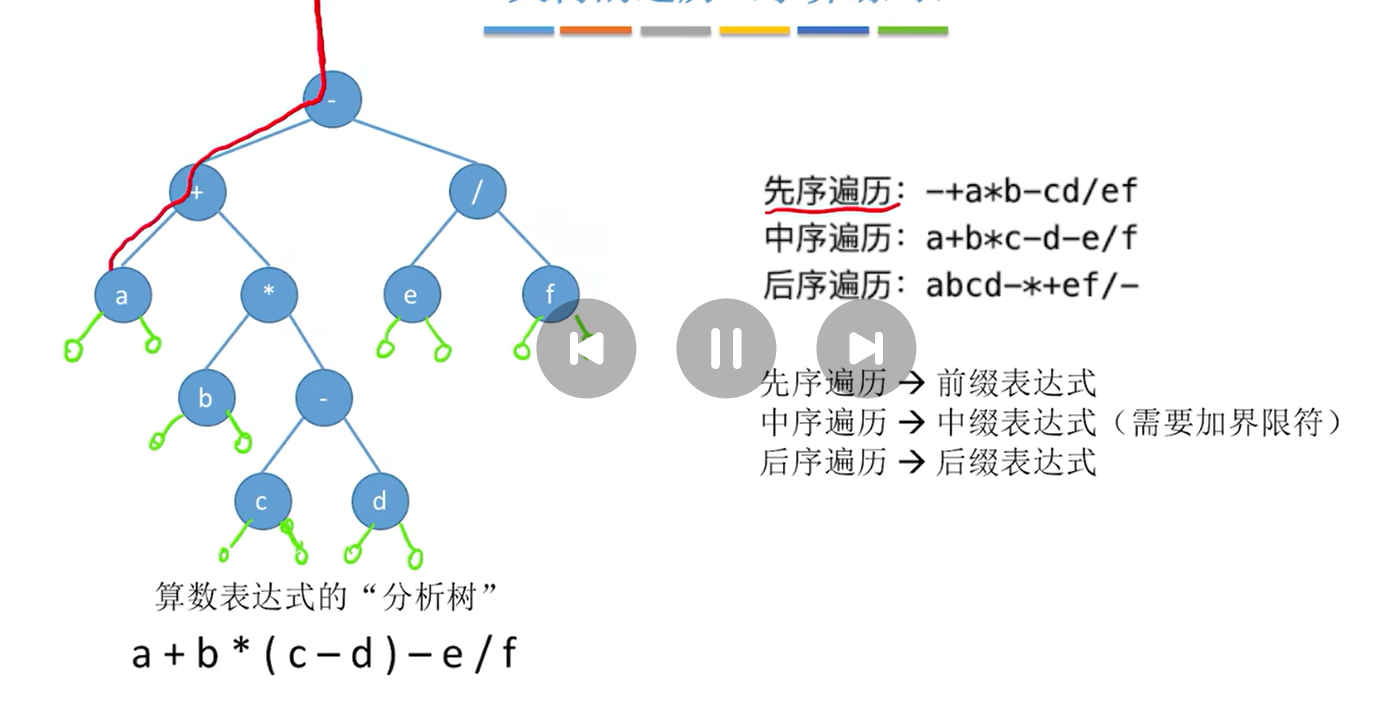 -
+
/
a
*
e
f
b
-
c
d
算数表达式的“分析树”
a+b*(c-d)-e/f
先序遍历: -+a*b-cd/ef
中序遍历: a+b*c-d-e/f
后序遍历: abcd-*+ef/-
先序遍历 → 前缀表达式
中序遍历 → 中缀表达式（需要加界限符）
后序遍历 → 后缀表达式